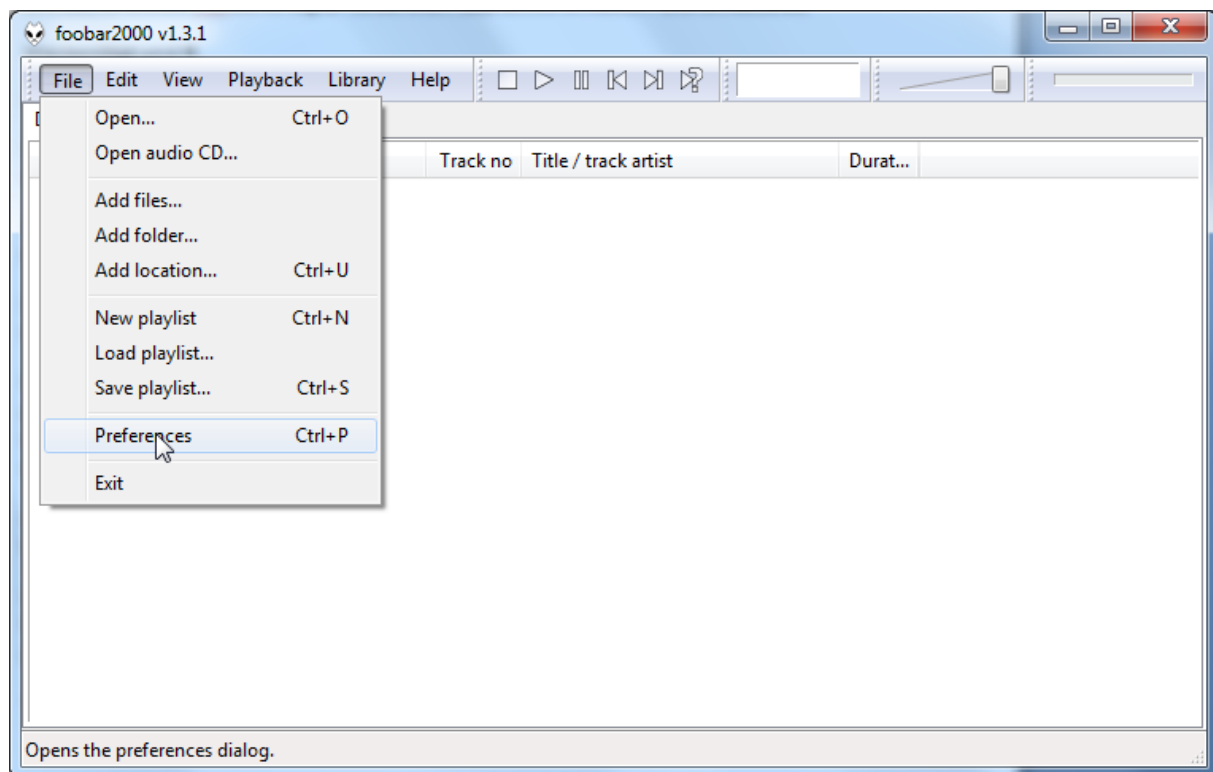 foobar2000 v1.3.1
File Edit View Playback Library Help
Open... Ctrl+O
Open audio CD...
Track no Title / track artist Durat...
Add files...
Add folder...
Add location... Ctrl+U
New playlist Ctrl+N
Load playlist...
Save playlist... Ctrl+S
Preferences Ctrl+P
Exit
Opens the preferences dialog.